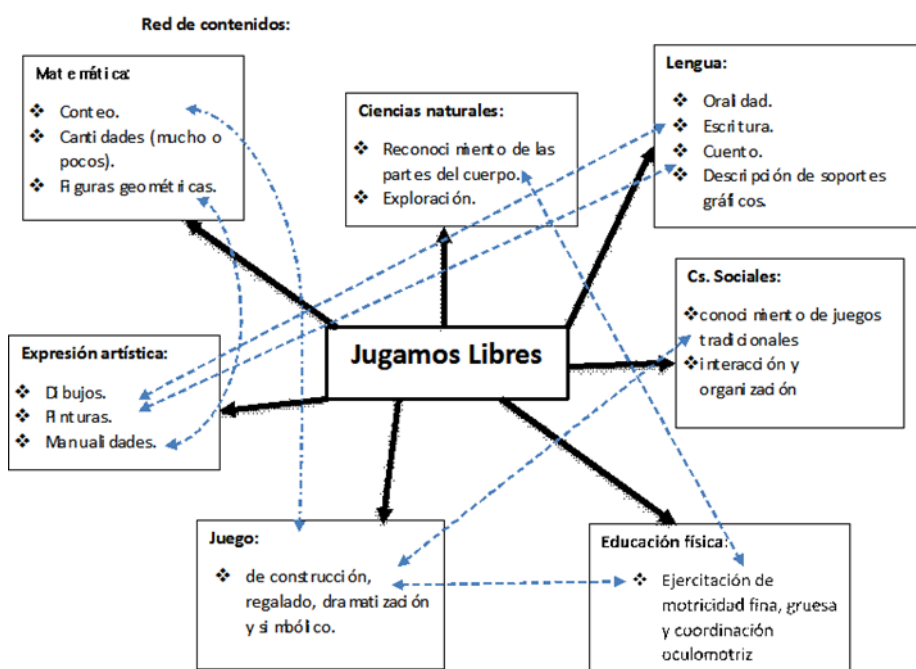 Red de contenidos:
Matemática:
❖ Conteo.
❖ Cantidades (mucho o
pocos).
❖ Figuras geométricas.
Ciencias naturales:
❖ Reconocimiento de las
partes del cuerpo.
❖ Exploración.
Lengua:
❖ Oralidad.
❖ Escritura.
❖ Cuento.
❖ Descripción de soportes
gráficos.
Cs. Sociales:
❖conocimiento de juegos
tradicionales
❖interacción y
organización
Jugamos Libres
Expresión artística:
❖ Dibujos.
❖ Pinturas.
❖ Manualidades.
Juego:
❖ de construcción,
regalado, dramatización
y simbólico.
Educación física:
❖ Ejercitación de
motricidad fina, gruesa
y coordinación
oculomotriz